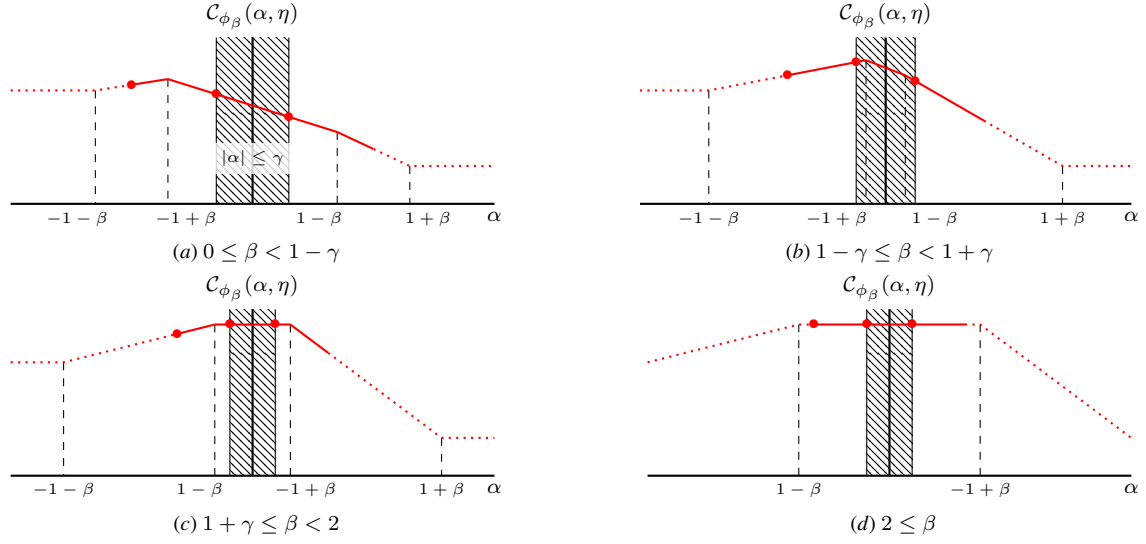 𝒞_{ϕ_β}(α, η)
|α| ≤ γ
−1 − β
−1 + β
1 − β
1 + β
α
(a) 0 ≤ β < 1 − γ
𝒞_{ϕ_β}(α, η)
−1 − β
−1 + β
1 − β
1 + β
α
(b) 1 − γ ≤ β < 1 + γ
𝒞_{ϕ_β}(α, η)
−1 − β
1 − β
−1 + β
1 + β
α
(c) 1 + γ ≤ β < 2
𝒞_{ϕ_β}(α, η)
1 − β
−1 + β
α
(d) 2 ≤ β